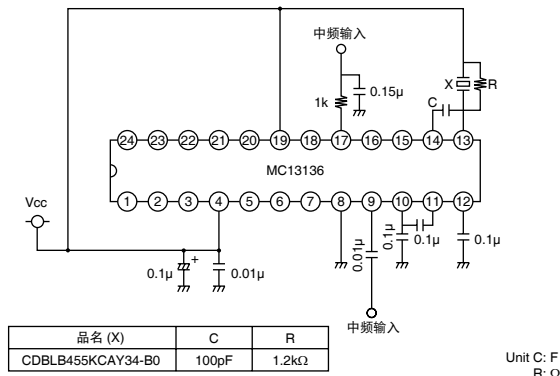 中频输入
X
R
C
1k
0.15μ
24 23 22 21 20 19 18 17 16 15 14 13
MC13136
1 2 3 4 5 6 7 8 9 10 11 12
Vcc
0.1μ
+
0.01μ
0.01μ
0.1μ
0.1μ
0.1μ
中频输入
品名 (X) C R
CDBLB455KCAY34-B0 100pF 1.2kΩ
Unit C: F
R: Ω